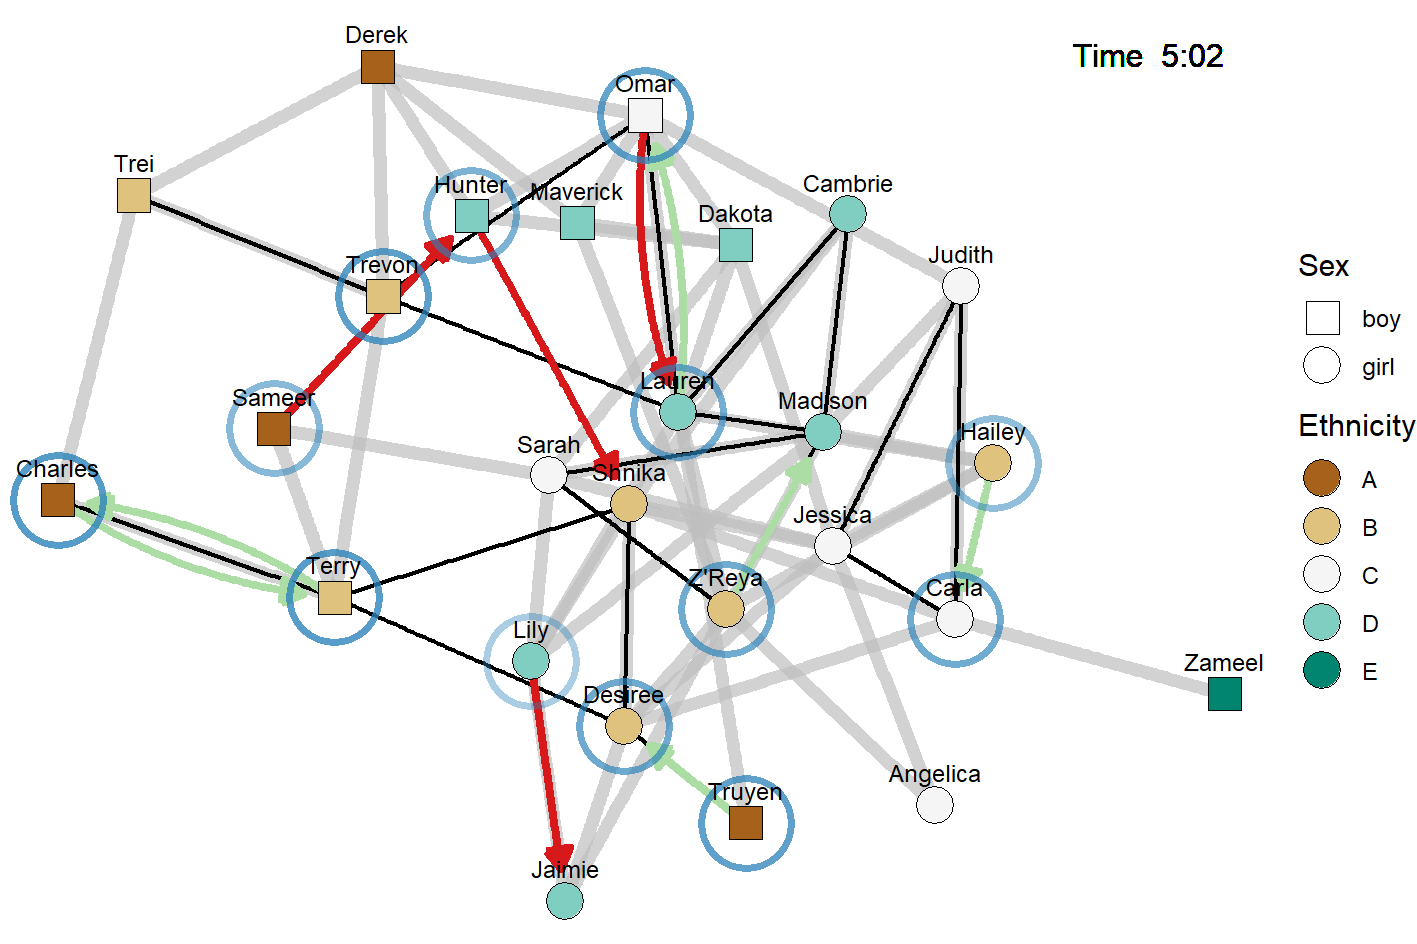 Derek
Time  5:02
Omar
Trei
Hunter
Maverick
Cambrie
Dakota
Judith
Trevon
Sex
boy
girl
Lauren
Sameer
Madison
Hailey
Ethnicity
Sarah
Charles
Shnika
A
Jessica
B
Terry
Z'Reya
Carla
C
Lily
D
Zameel
E
Desiree
Angelica
Truyen
Jaimie